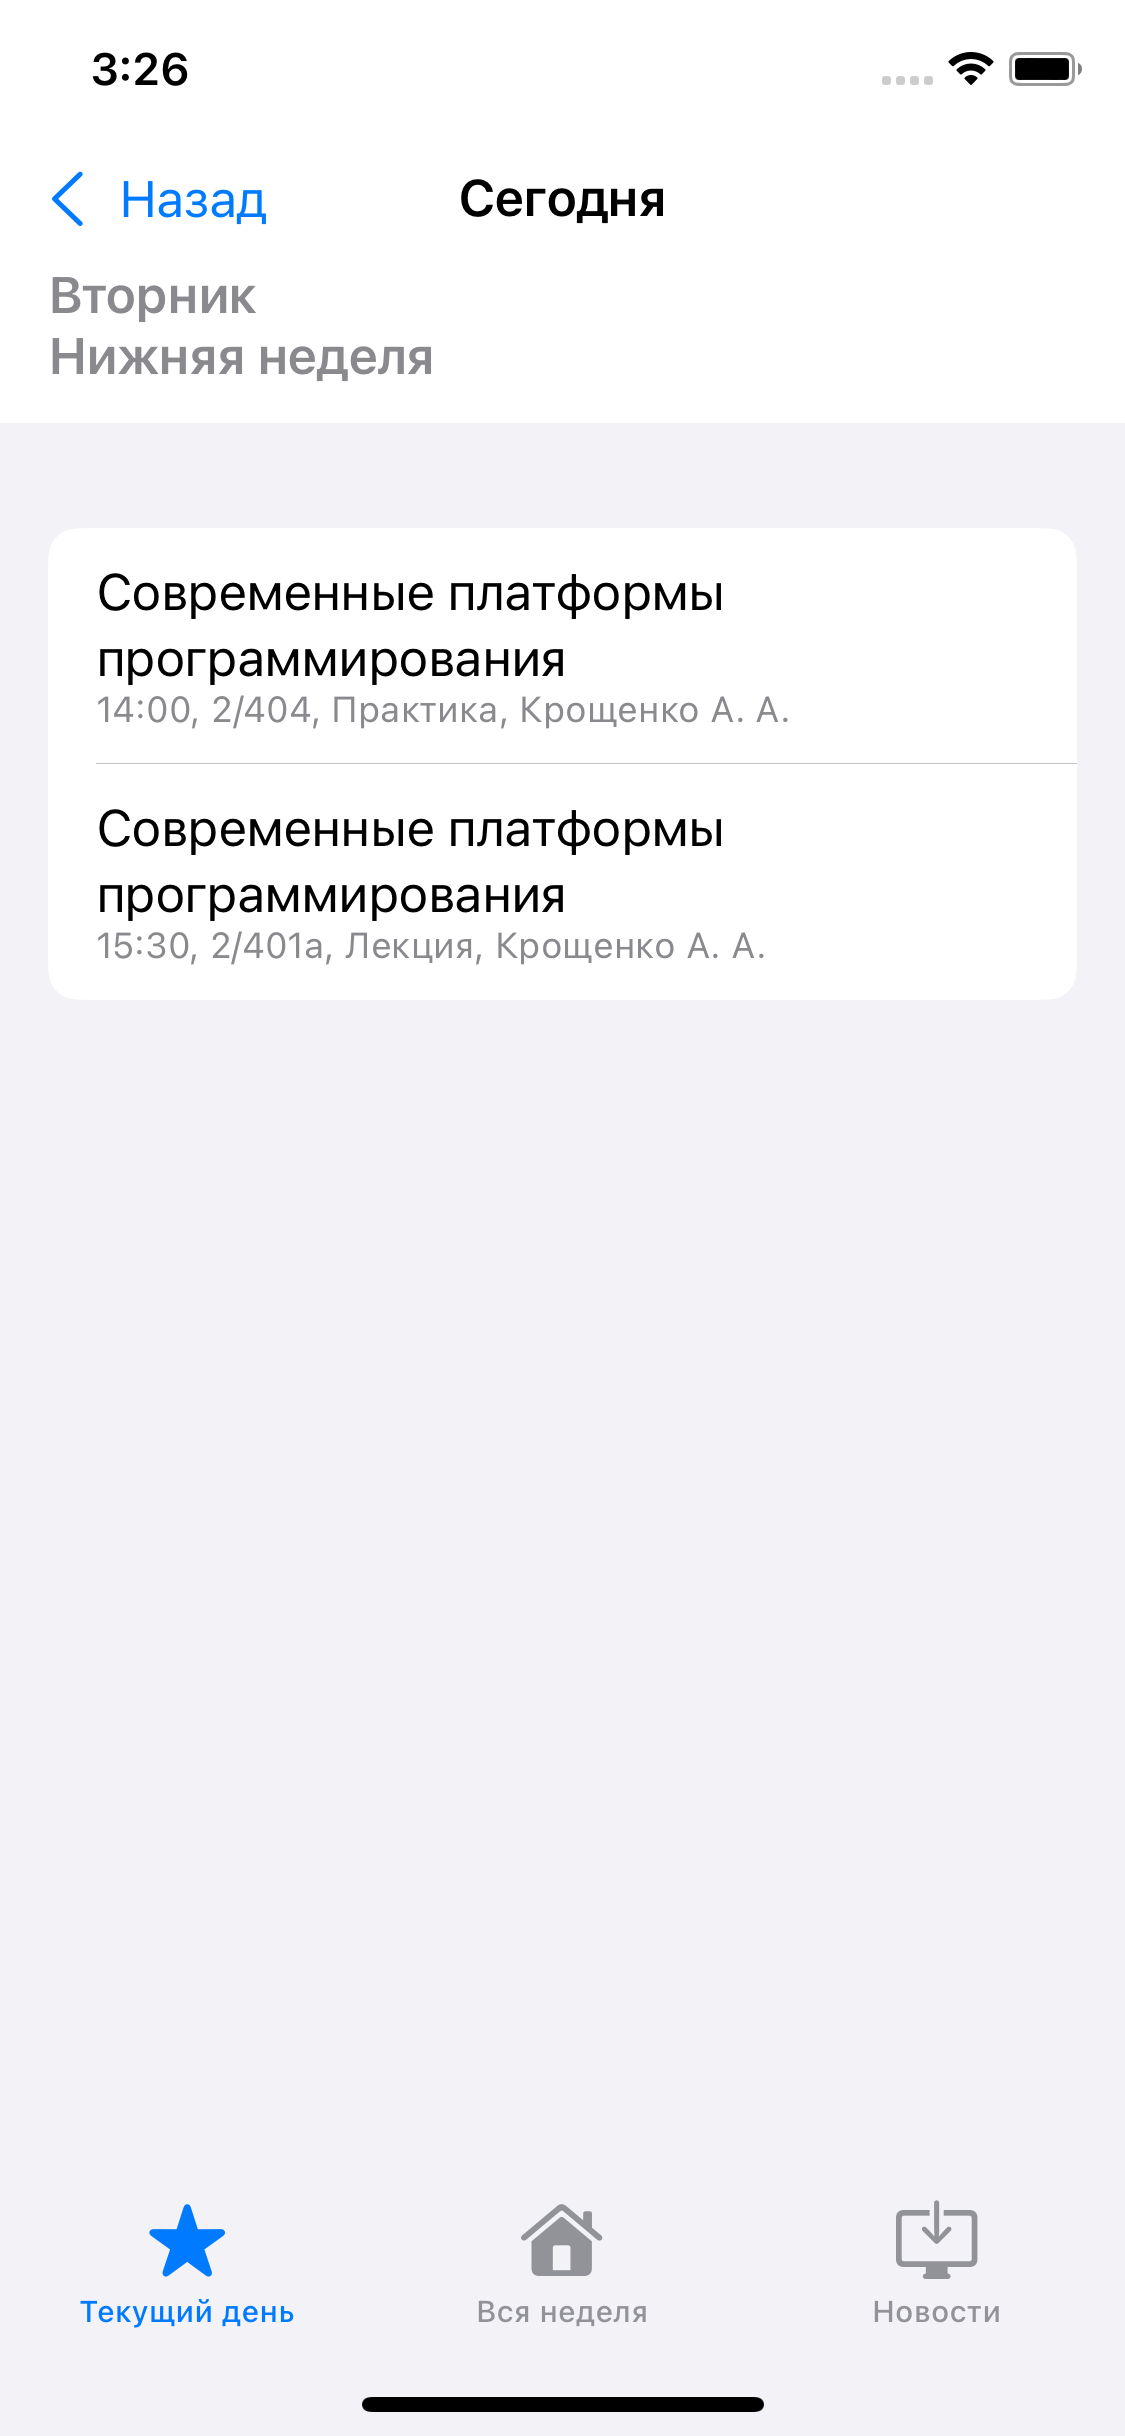 3:26
Назад
Сегодня
Вторник
Нижняя неделя
Современные платформы
программирования
14:00, 2/404, Практика, Крощенко А. А.
Современные платформы
программирования
15:30, 2/401а, Лекция, Крощенко А. А.
Текущий день
Вся неделя
Новости